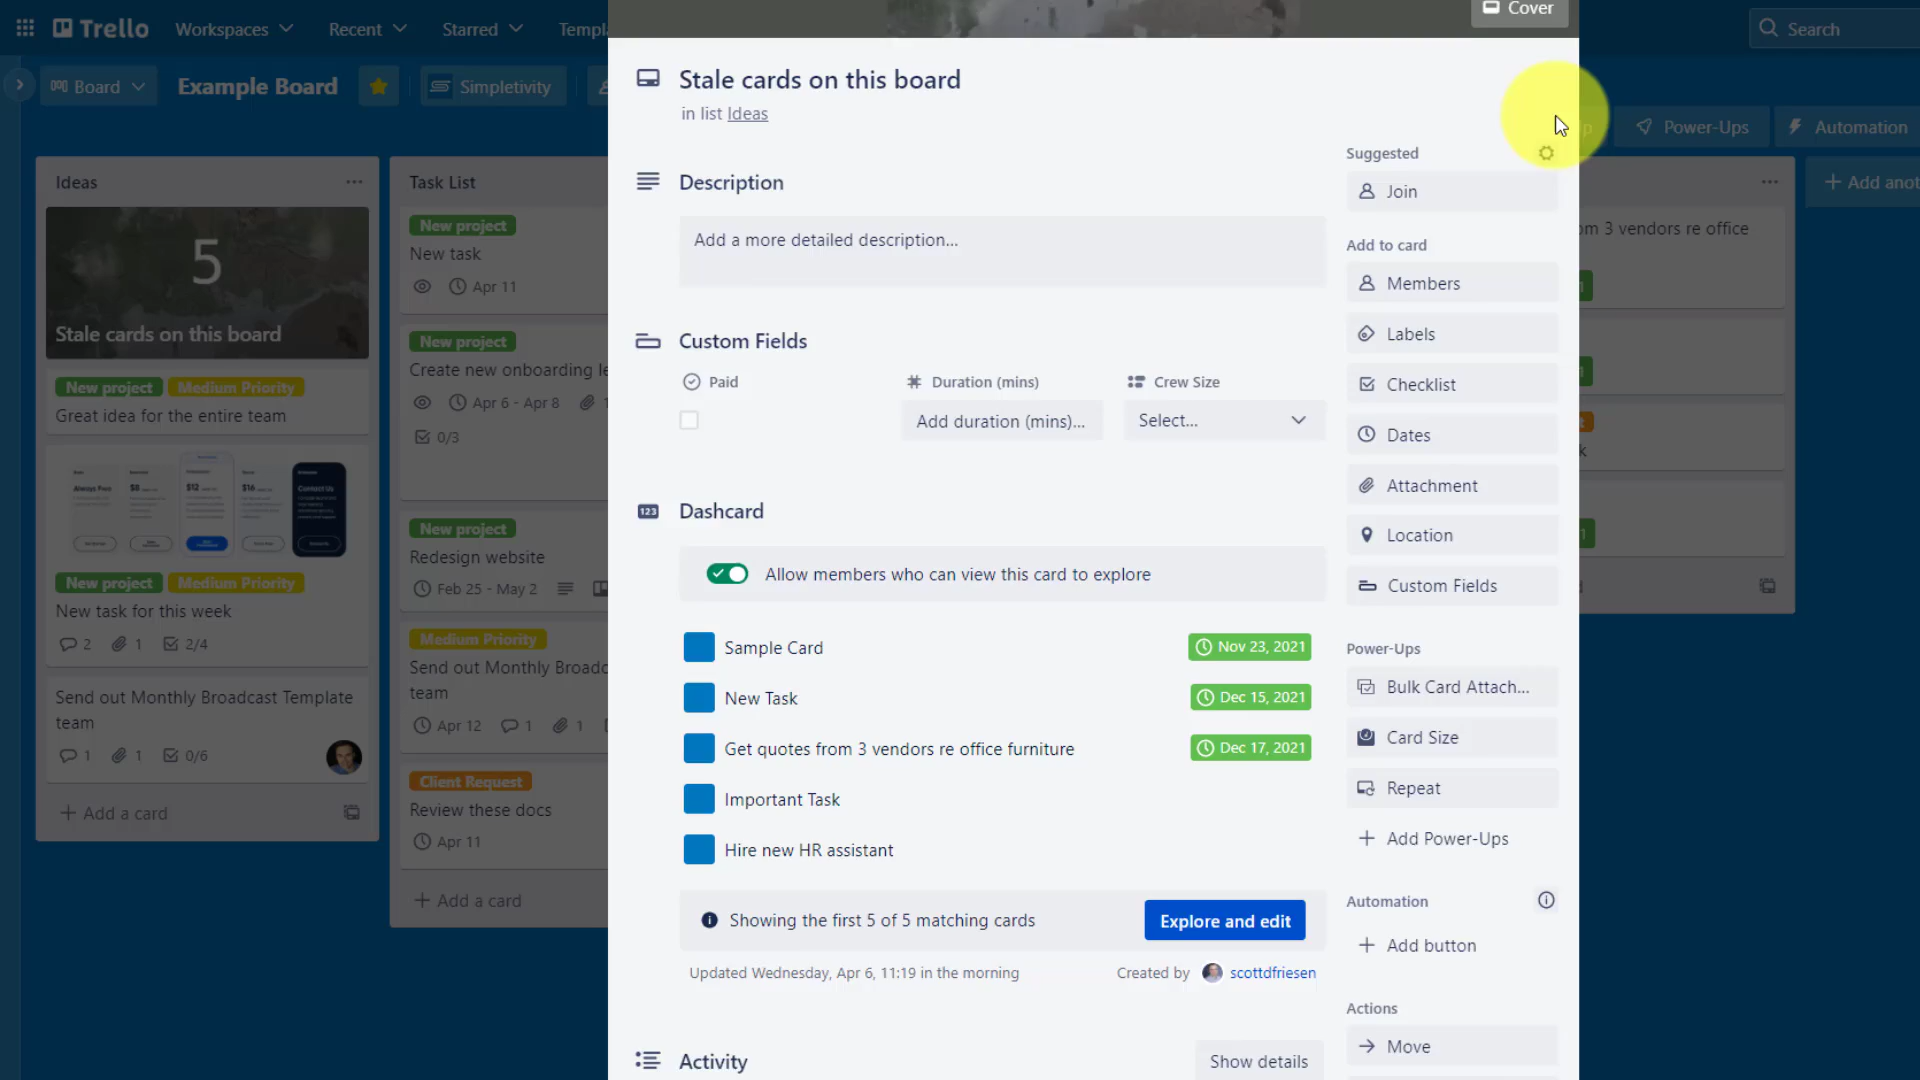 Trello
Workspaces
Recent
Starred
Templ
Cover
Search
Board
Example Board
Simpletivity
Power-Ups
Automation
Ideas
5
Stale cards on this board
New project Medium Priority
Great idea for the entire team
Always Free
$8
$12
$16
Contact Us
New project Medium Priority
New task for this week
2 1 2/4
Send out Monthly Broadcast Template
team
1 1 0/6
+ Add a card
Task List
New project
New task
Apr 11
New project
Create new onboarding le
Apr 6 - Apr 8 1
0/3
New project
Redesign website
Feb 25 - May 2
Medium Priority
Send out Monthly Broadc
team
Apr 12 1 1
Client Request
Review these docs
Apr 11
+ Add a card
Stale cards on this board
in list Ideas
Description
Add a more detailed description...
Custom Fields
Paid
Duration (mins)
Crew Size
Add duration (mins)...
Select...
123 Dashcard
Allow members who can view this card to explore
Sample Card Nov 23, 2021
New Task Dec 15, 2021
Get quotes from 3 vendors re office furniture Dec 17, 2021
Important Task
Hire new HR assistant
Showing the first 5 of 5 matching cards Explore and edit
Updated Wednesday, Apr 6, 11:19 in the morning Created by scottdfriesen
Activity Show details
Suggested
Join
Add to card
Members
Labels
Checklist
Dates
Attachment
Location
Custom Fields
Power-Ups
Bulk Card Attach...
Card Size
Repeat
+ Add Power-Ups
Automation
+ Add button
Actions
Move
+ Add anot
om 3 vendors re office
k